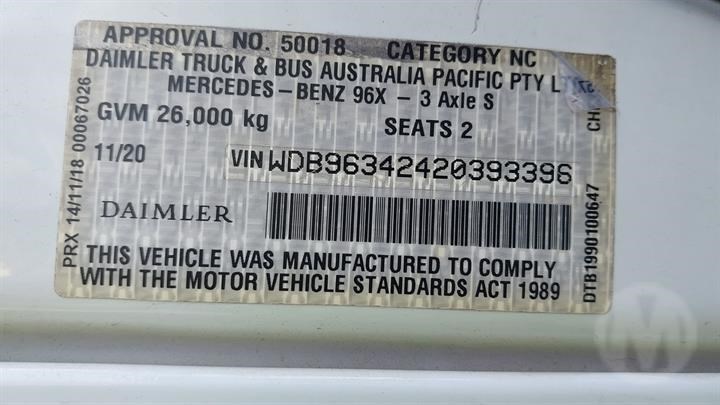 APPROVAL NO. 50018 CATEGORY NC
DAIMLER TRUCK & BUS AUSTRALIA PACIFIC PTY
MERCEDES-BENZ 96X - 3 Axle S
GVM 26,000 kg SEATS 2
11/20 VIN WDB96342420393396
DAIMLER
THIS VEHICLE WAS MANUFACTURED TO COMPLY
WITH THE MOTOR VEHICLE STANDARDS ACT 1989
PRX 14/11/18 00067026
DTB1990100647
M